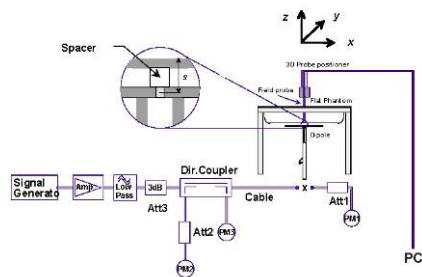 z
y
x
Spacer
s
3D Probe positioner
Field probe
Flat Phantom
Dipole
Dir.Coupler
Signal
Generato
Amp
Low
Pass
3dB
Att3
Cable
x
Att1
PM1
Att2
PM3
PM2
PC